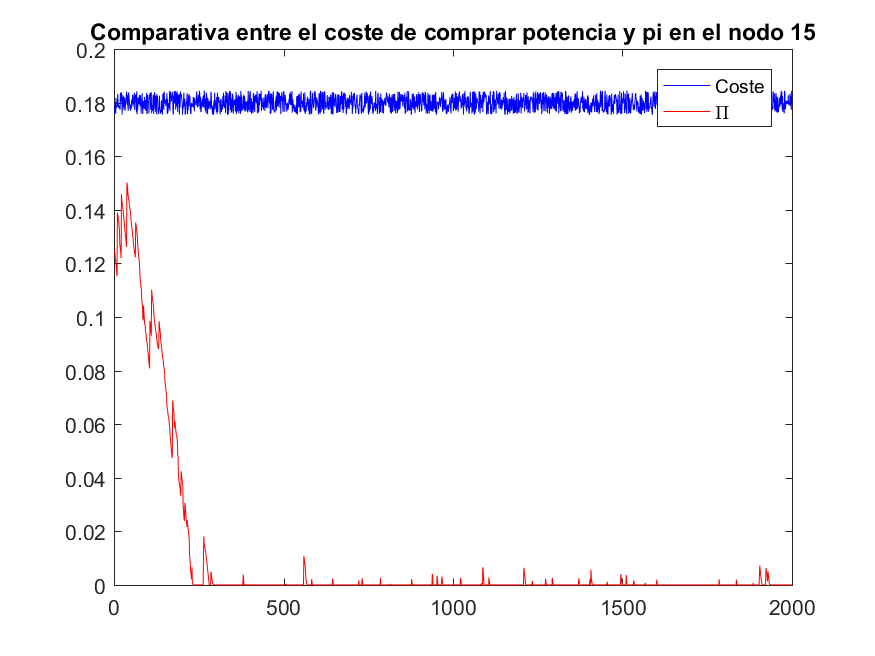 Comparativa entre el coste de comprar potencia y pi en el nodo 15
0.2
0.18
0.16
0.14
0.12
0.1
0.08
0.06
0.04
0.02
0
Coste
Π
0 500 1000 1500 2000